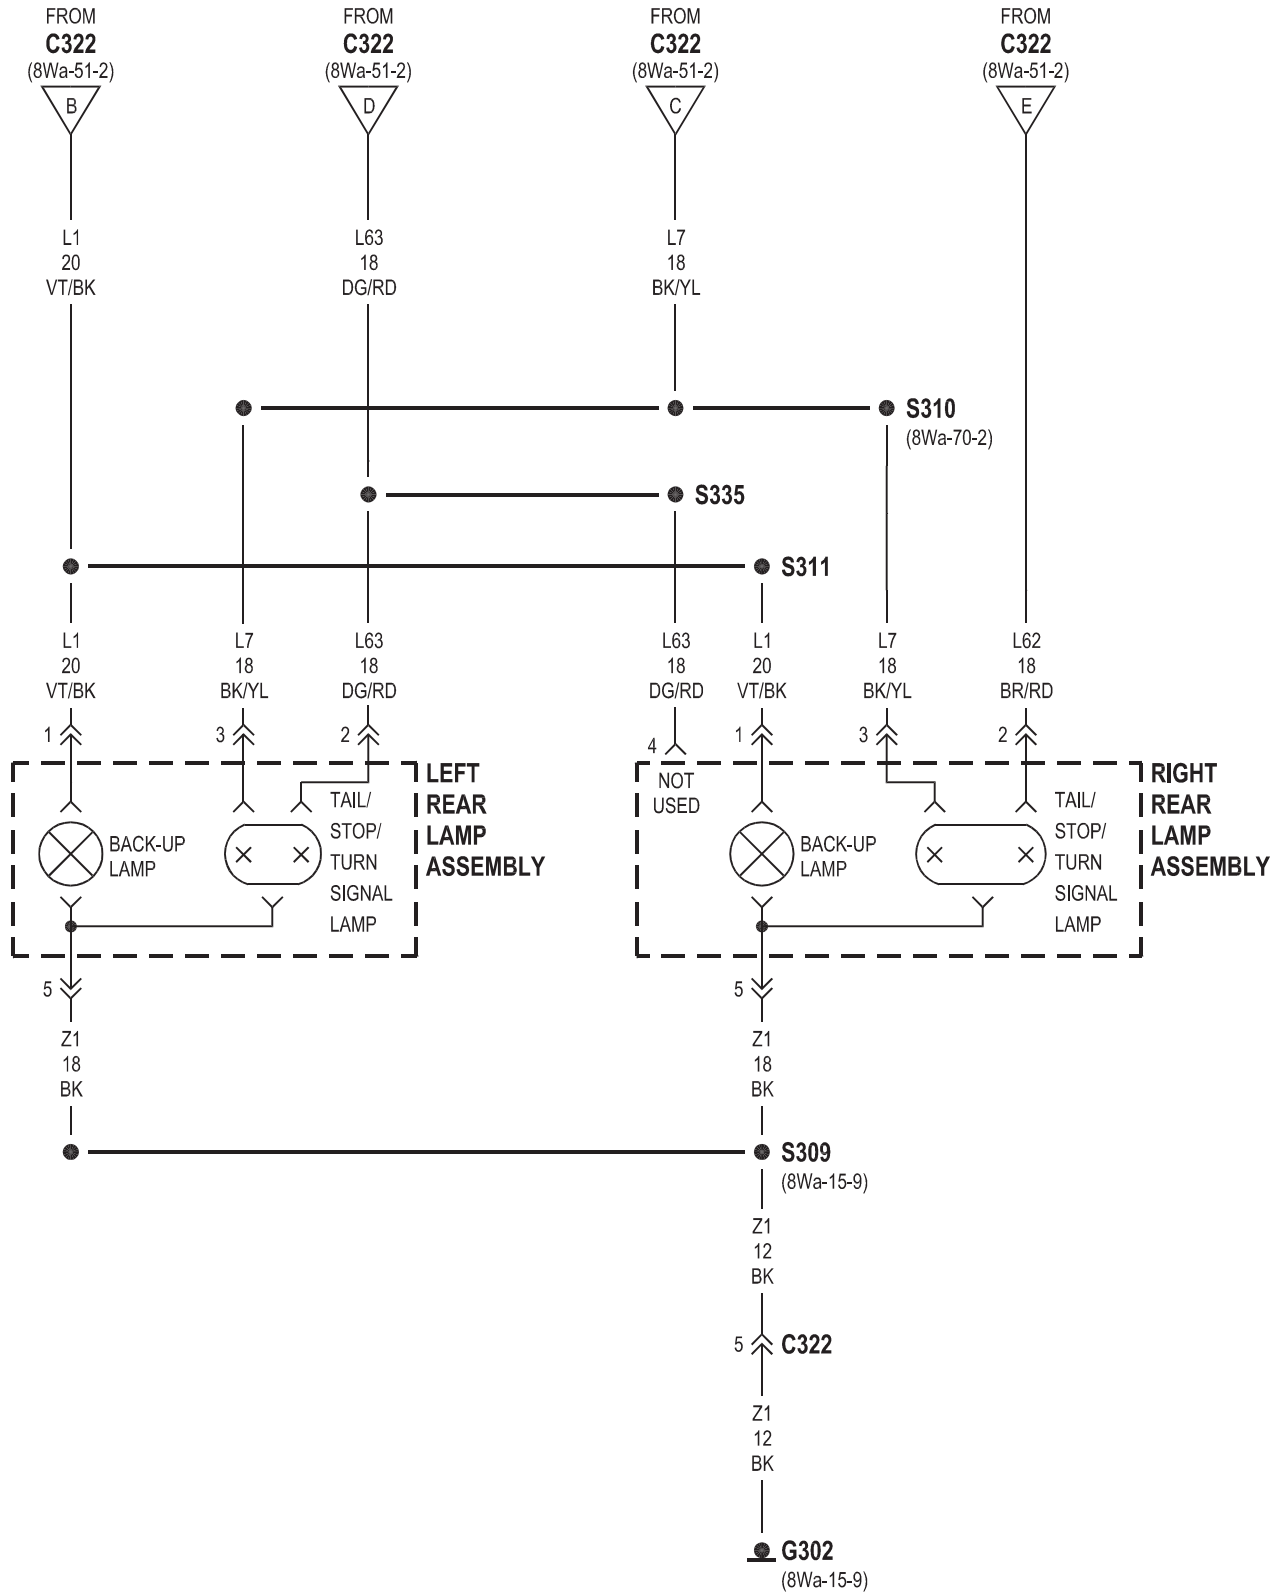 FROM
C322
(8Wa-51-2)
B
FROM
C322
(8Wa-51-2)
D
FROM
C322
(8Wa-51-2)
C
FROM
C322
(8Wa-51-2)
E
L1
20
VT/BK
L63
18
DG/RD
L7
18
BK/YL
S310
(8Wa-70-2)
S335
S311
L1
20
VT/BK
L7
18
BK/YL
L63
18
DG/RD
L63
18
DG/RD
L1
20
VT/BK
L7
18
BK/YL
L62
18
BR/RD
1
3
2
4
1
3
2
BACK-UP
LAMP
TAIL/
STOP/
TURN
SIGNAL
LAMP
LEFT
REAR
LAMP
ASSEMBLY
NOT
USED
BACK-UP
LAMP
TAIL/
STOP/
TURN
SIGNAL
LAMP
RIGHT
REAR
LAMP
ASSEMBLY
5
Z1
18
BK
5
Z1
18
BK
S309
(8Wa-15-9)
Z1
12
BK
5
C322
Z1
12
BK
G302
(8Wa-15-9)